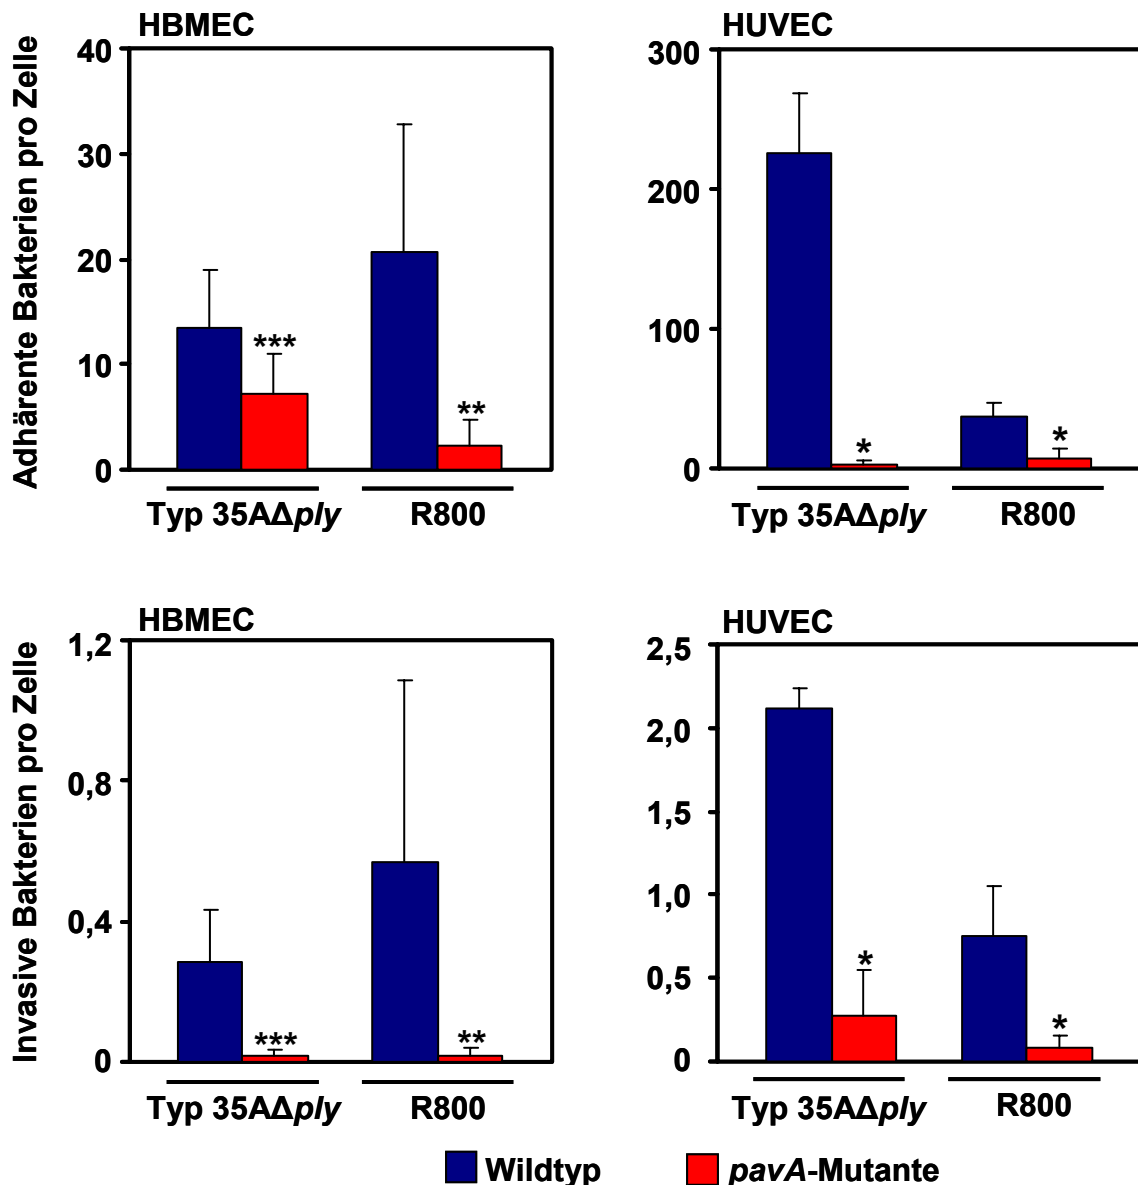 HBMEC
Adhärente Bakterien pro Zelle
40
30
20
10
0
***
**
Typ 35AΔply
R800
HUVEC
300
200
100
0
*
*
Typ 35AΔply
R800
HBMEC
Invasive Bakterien pro Zelle
1,2
0,8
0,4
0
***
**
Typ 35AΔply
R800
HUVEC
2,5
2,0
1,5
1,0
0,5
0
*
*
Typ 35AΔply
R800
Wildtyp
pavA-Mutante